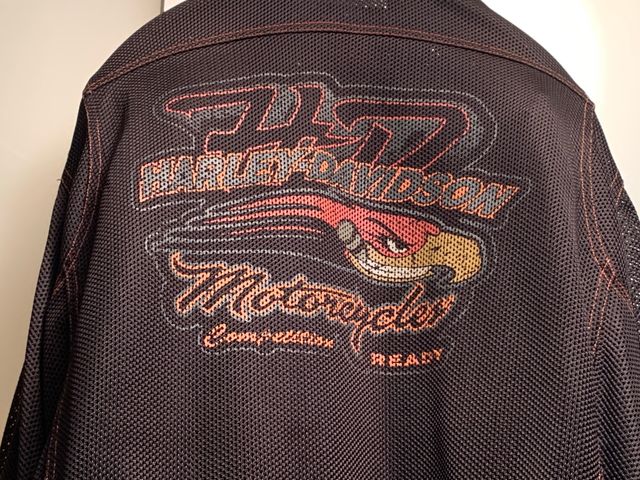 H-D
HARLEY-DAVIDSON
Motorcycles
Competition READY